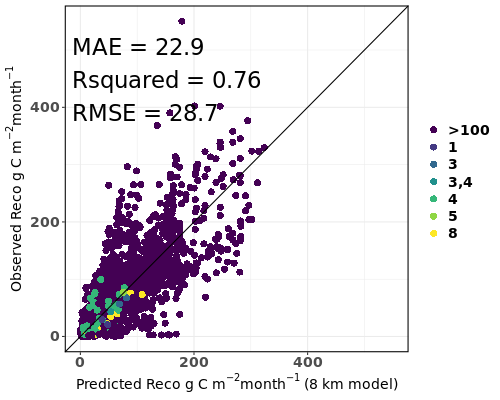 MAE = 22.9
Rsquared = 0.76
RMSE = 28.7
Observed Reco g C m⁻²month⁻¹
400
200
0
0 200 400
Predicted Reco g C m⁻²month⁻¹ (8 km model)
>100
1
3
3,4
4
5
8